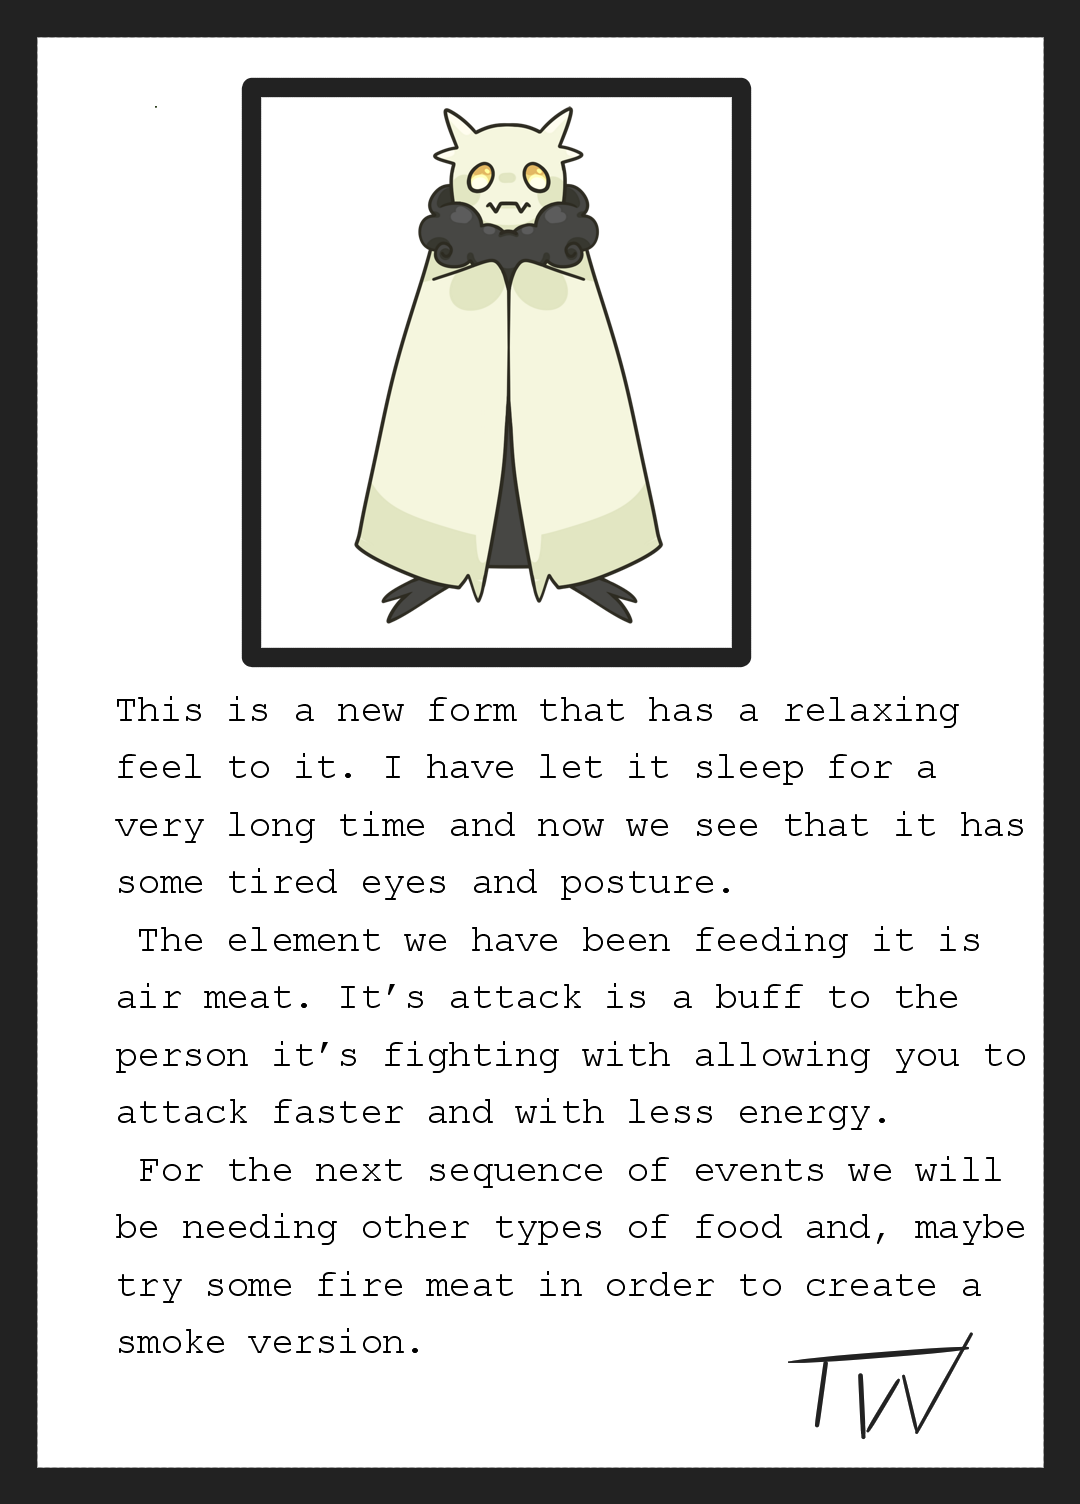 This is a new form that has a relaxing
feel to it. I have let it sleep for a
very long time and now we see that it has
some tired eyes and posture.
The element we have been feeding it is
air meat. It’s attack is a buff to the
person it’s fighting with allowing you to
attack faster and with less energy.
For the next sequence of events we will
be needing other types of food and, maybe
try some fire meat in order to create a
smoke version.
TW